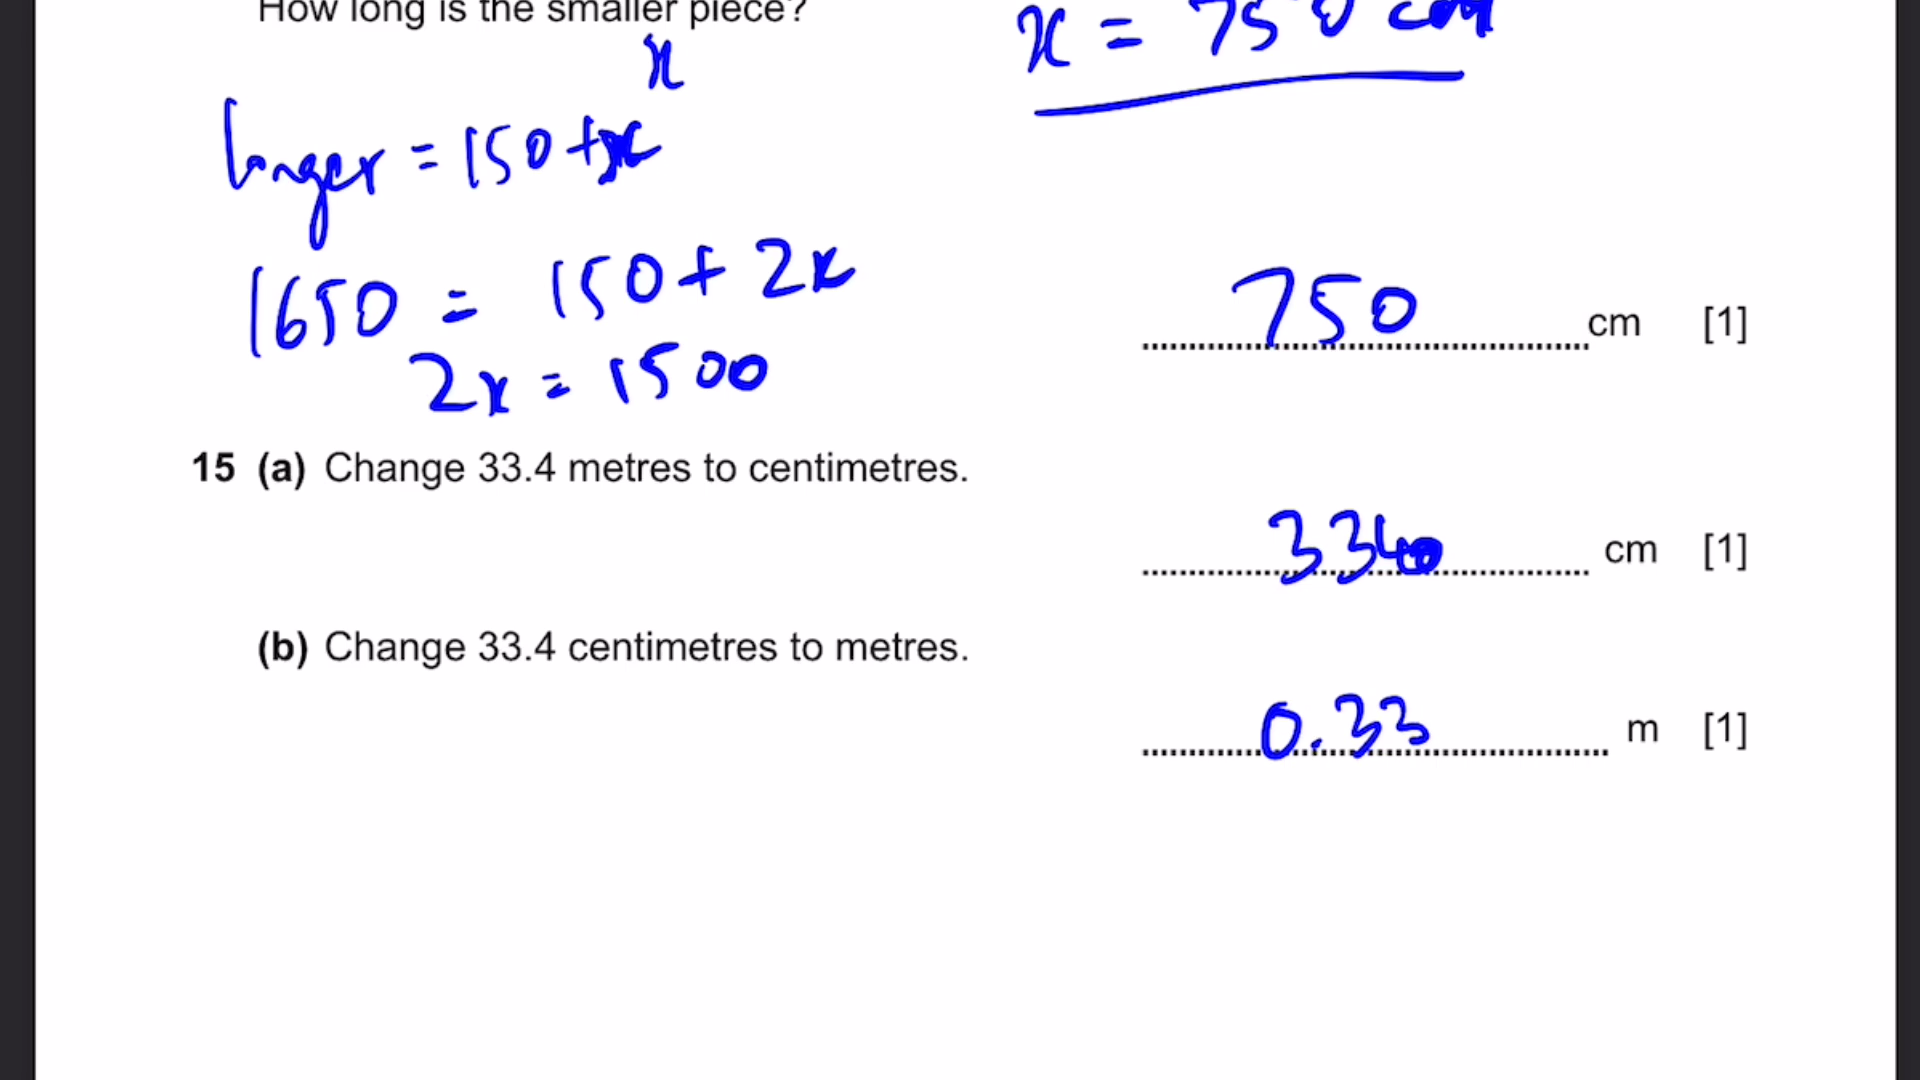 How long is the smaller piece?
x = 750 cm
x
longer = 150 + x
1650 = 150 + 2x
2x = 1500
750 cm [1]
15 (a) Change 33.4 metres to centimetres.
3340 cm [1]
(b) Change 33.4 centimetres to metres.
0.33 m [1]